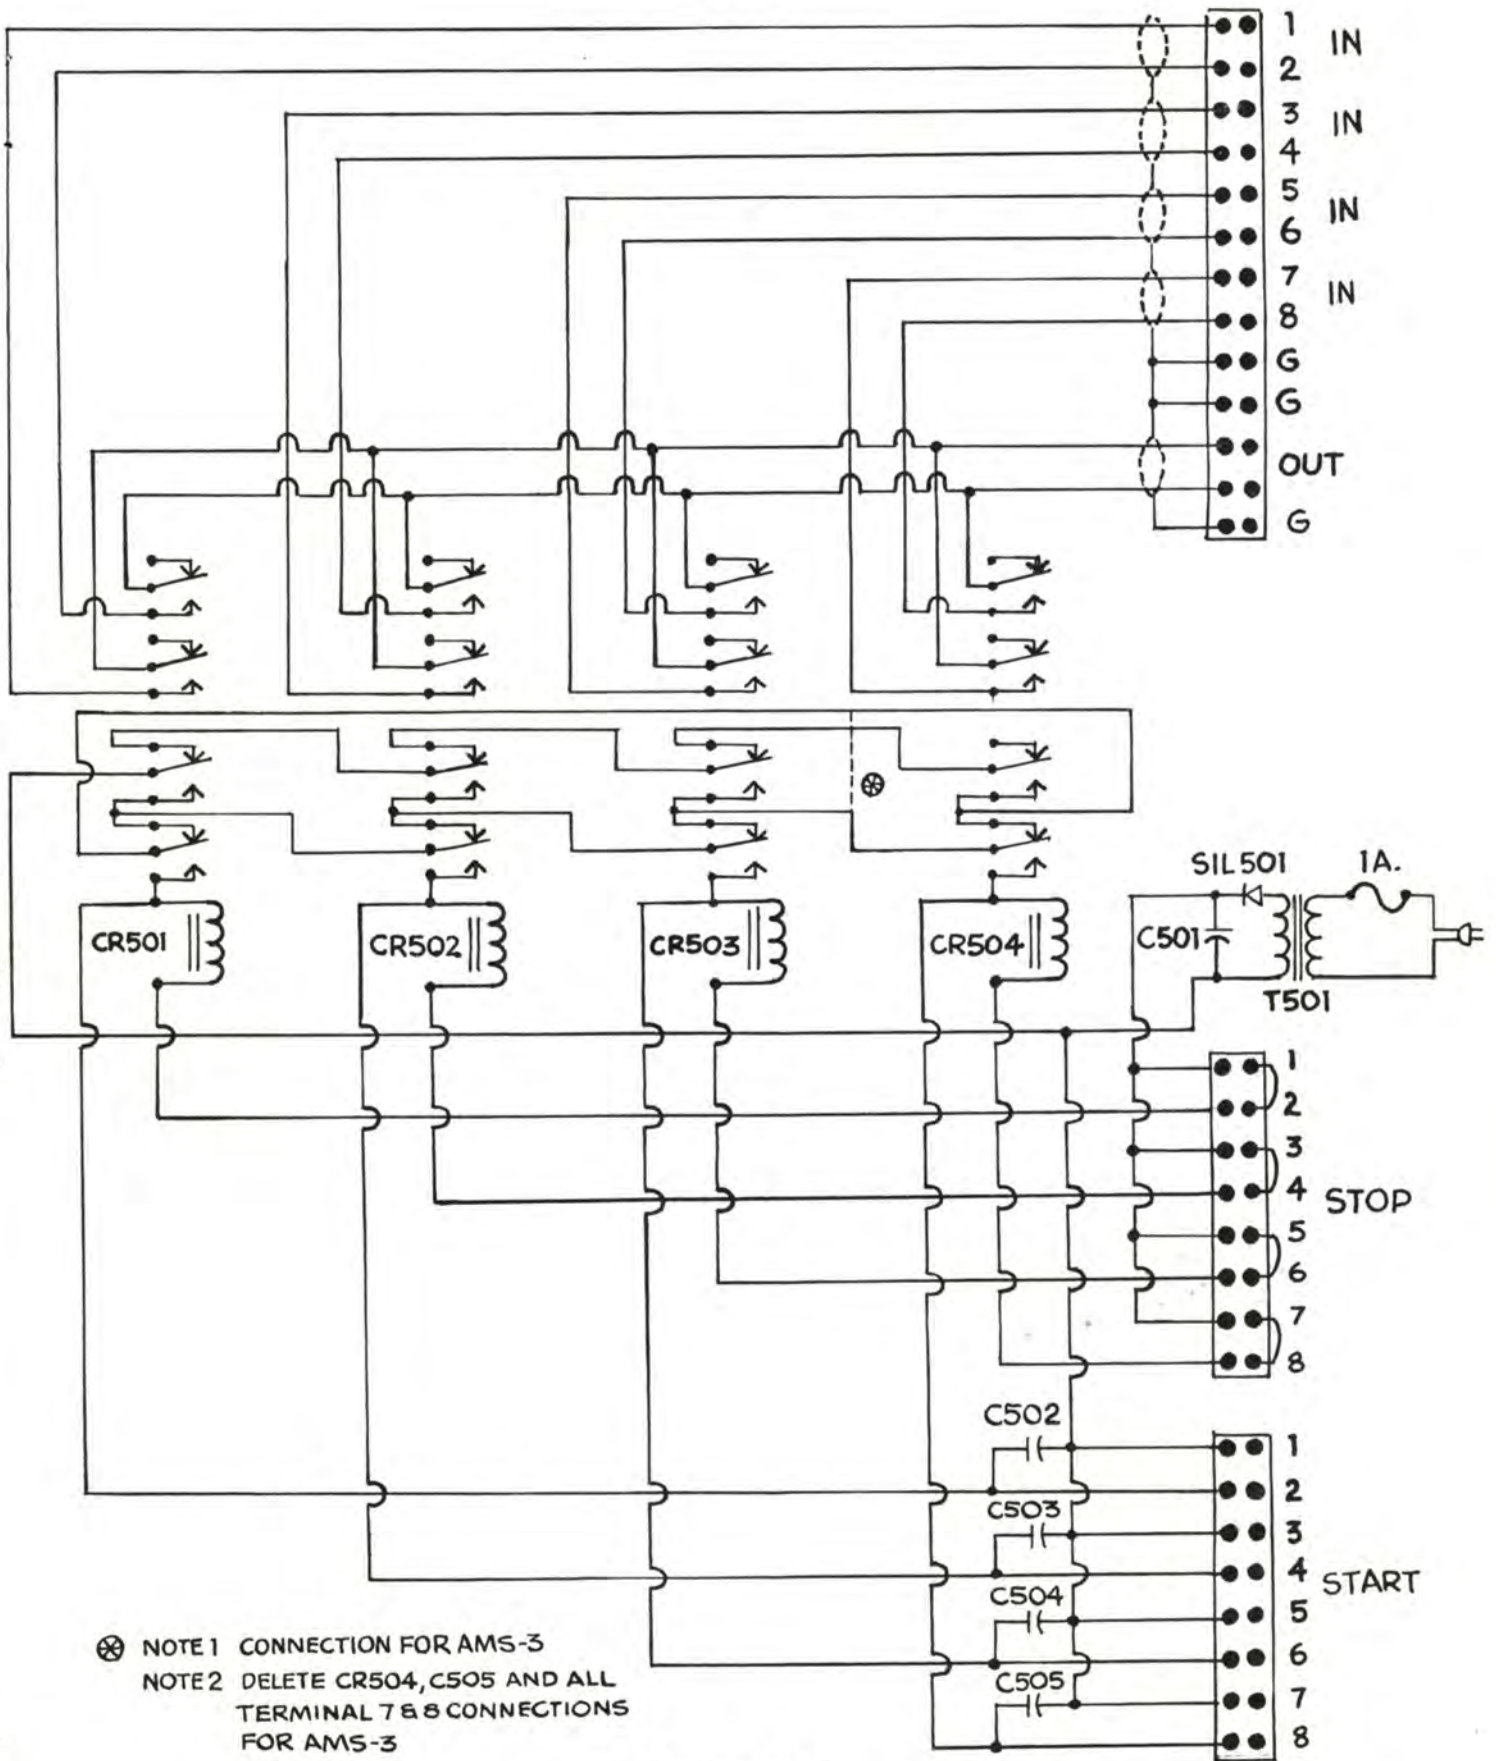 1
IN
2
3
IN
4
5
IN
6
7
IN
8
G
G
OUT
G
SIL501
1A.
CR501
CR502
CR503
CR504
C501
T501
1
2
3
4
STOP
5
6
7
8
C502
1
2
C503
3
4
START
C504
5
6
C505
7
8
⊛ NOTE 1 CONNECTION FOR AMS-3
NOTE 2 DELETE CR504, C505 AND ALL
TERMINAL 7 & 8 CONNECTIONS
FOR AMS-3